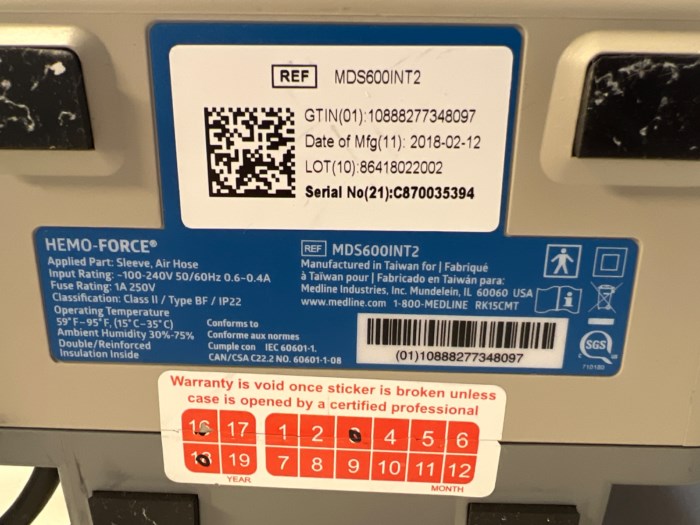 REF MDS600INT2
GTIN(01):10888277348097
Date of Mfg(11): 2018-02-12
LOT(10):86418022002
Serial No(21):C870035394
HEMO-FORCE®
Applied Part: Sleeve, Air Hose
Input Rating: ~100-240V 50/60Hz 0.6-0.4A
Fuse Rating: 1A 250V
Classification: Class II / Type BF / IP22
Operating Temperature
59°F-95°F, (15°C-35°C)
Ambient Humidity 30%-75%
Double/Reinforced
Insulation Inside
Conforms to
Conforme aux normes
Cumple con IEC 60601-1.
CAN/CSA C22.2 NO. 60601-1-08
REF MDS600INT2
Manufactured in Taiwan for | Fabriqué
à Taiwan pour | Fabricado en Taiwán para:
Medline Industries, Inc. Mundelein, IL 60060 USA
www.medline.com 1-800-MEDLINE RK15CMT
(01)10888277348097
SGS
710180
Warranty is void once sticker is broken unless
case is opened by a certified professional
16 17 1 2 3 4 5 6
18 19 7 8 9 10 11 12
YEAR MONTH